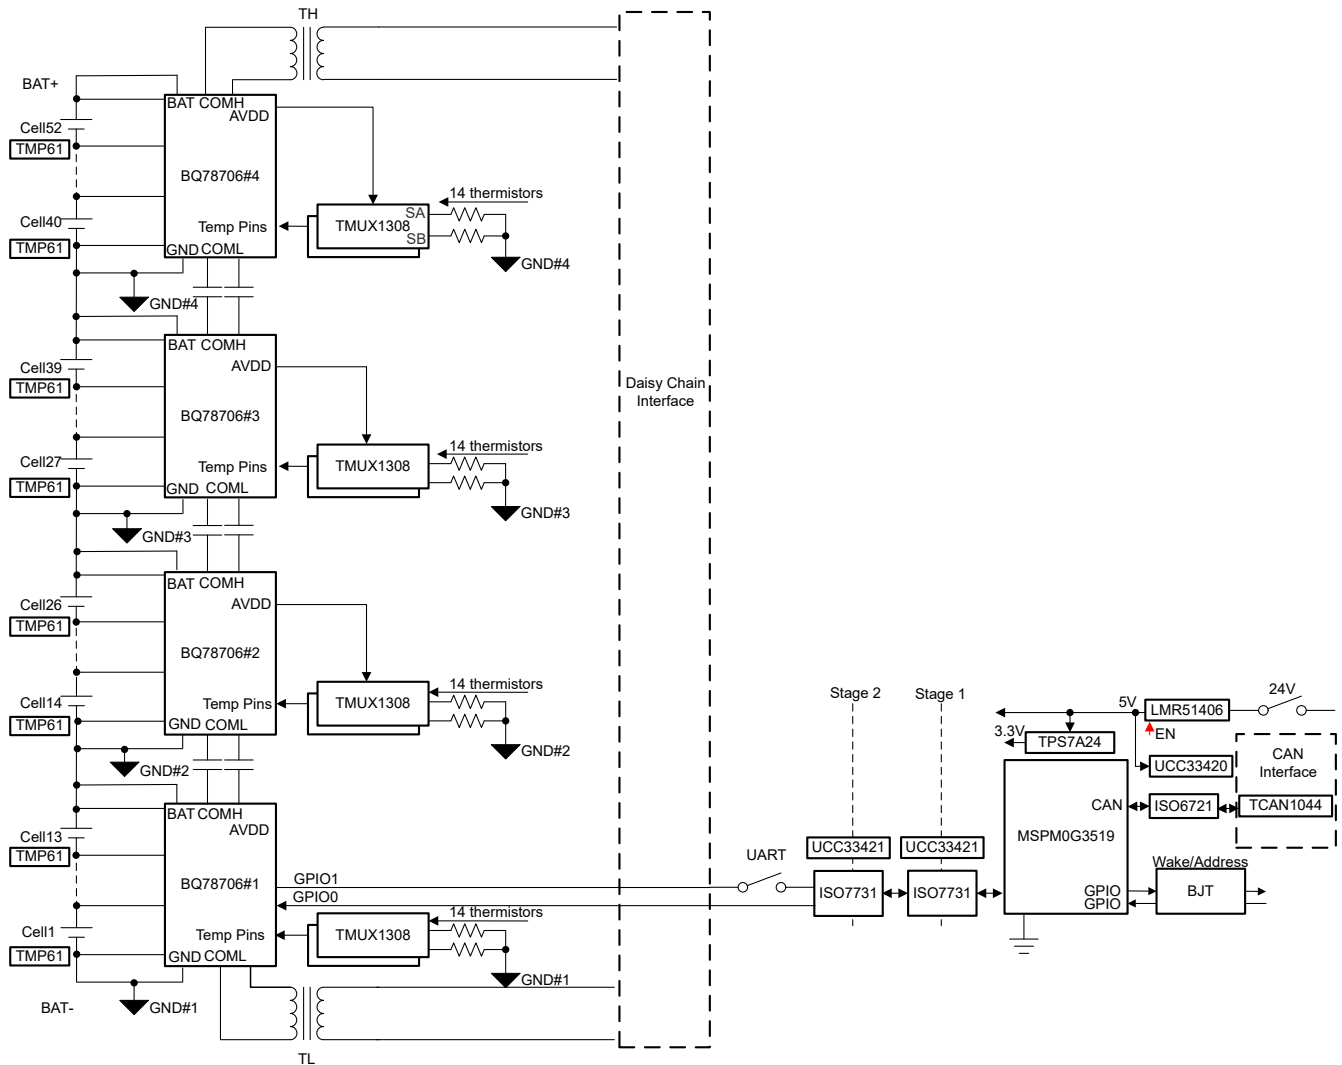 TH
BAT+
BAT COMH
AVDD
Cell52
TMP61
BQ78706#4
14 thermistors
SA
TMUX1308
SB
Temp Pins
Cell40
TMP61
GND COML
GND#4
GND#4
BAT COMH
AVDD
Cell39
TMP61
Daisy Chain
Interface
BQ78706#3
14 thermistors
TMUX1308
Temp Pins
Cell27
TMP61
GND COML
GND#3
GND#3
BAT COMH
AVDD
Cell26
TMP61
BQ78706#2
14 thermistors
TMUX1308
Temp Pins
Cell14
TMP61
GND COML
GND#2
GND#2
BAT COMH
AVDD
Cell13
TMP61
BQ78706#1
GPIO1
GPIO0
14 thermistors
TMUX1308
Temp Pins
Cell1
TMP61
GND COML
GND#1
GND#1
BAT-
TL
UART
Stage 2
Stage 1
UCC33421
UCC33421
ISO7731
ISO7731
5V
LMR51406
24V
EN
3.3V
TPS7A24
UCC33420
CAN
Interface
CAN
ISO6721
TCAN1044
MSPM0G3519
Wake/Address
GPIO
GPIO
BJT